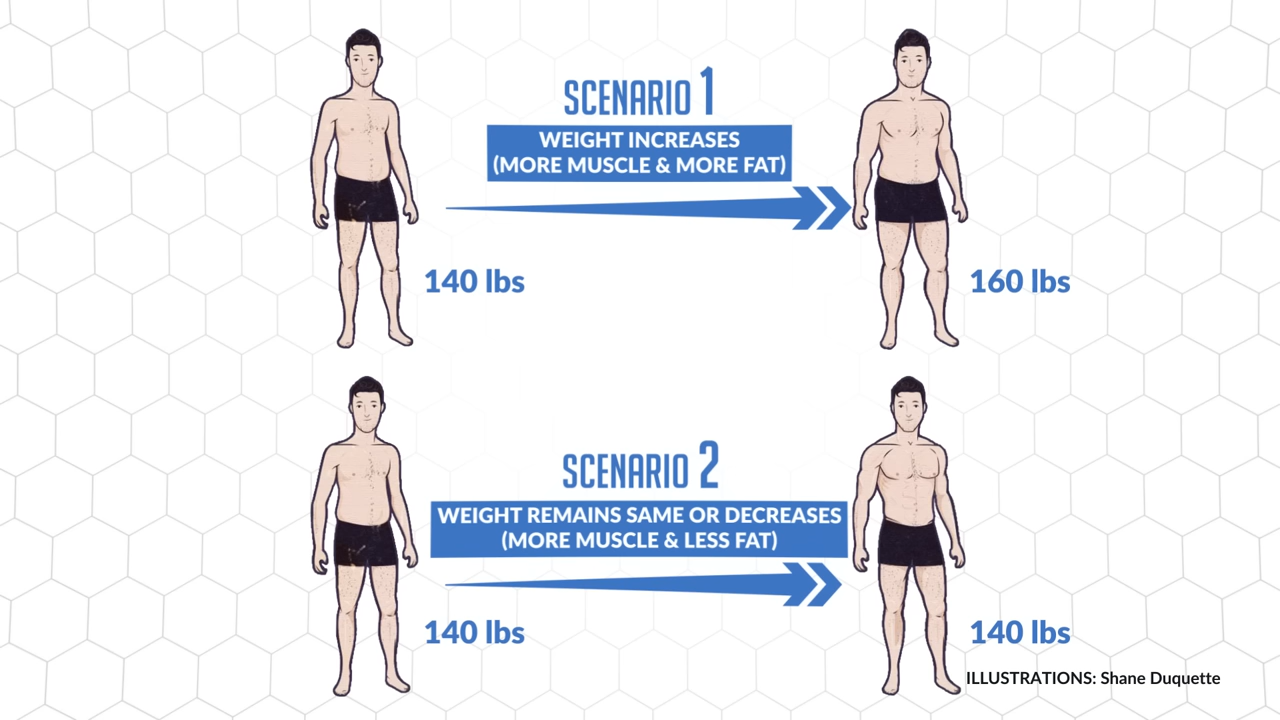 SCENARIO 1
WEIGHT INCREASES
(MORE MUSCLE & MORE FAT)
140 lbs
160 lbs
SCENARIO 2
WEIGHT REMAINS SAME OR DECREASES
(MORE MUSCLE & LESS FAT)
140 lbs
140 lbs
ILLUSTRATIONS: Shane Duquette